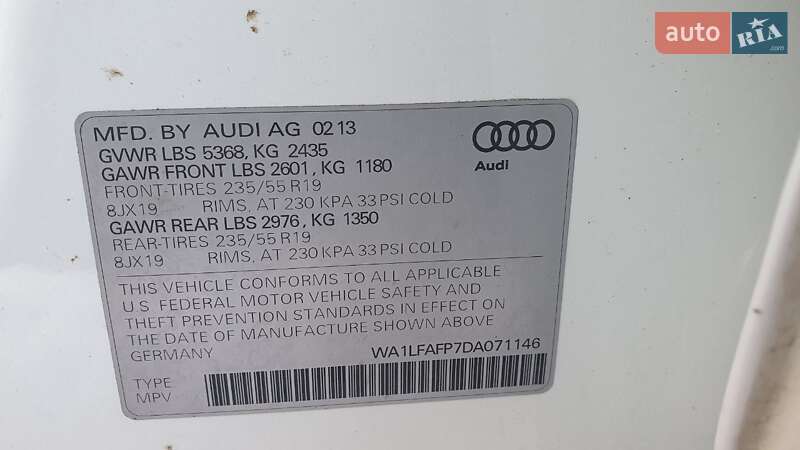 auto RIA.com
MFD. BY AUDI AG 02 13
GVWR LBS 5368, KG 2435
GAWR FRONT LBS 2601, KG 1180
FRONT-TIRES 235/55 R19
8JX19 RIMS, AT 230 KPA 33 PSI COLD
GAWR REAR LBS 2976, KG 1350
REAR-TIRES 235/55 R19
8JX19 RIMS, AT 230 KPA 33 PSI COLD
Audi
THIS VEHICLE CONFORMS TO ALL APPLICABLE
U.S. FEDERAL MOTOR VEHICLE SAFETY AND
THEFT PREVENTION STANDARDS IN EFFECT ON
THE DATE OF MANUFACTURE SHOWN ABOVE
GERMANY WA1LFAFP7DA071146
TYPE
MPV